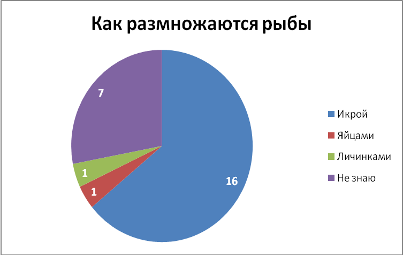 Как размножаются рыбы
7
1
1
16
Икрой
Яйцами
Личинками
Не знаю